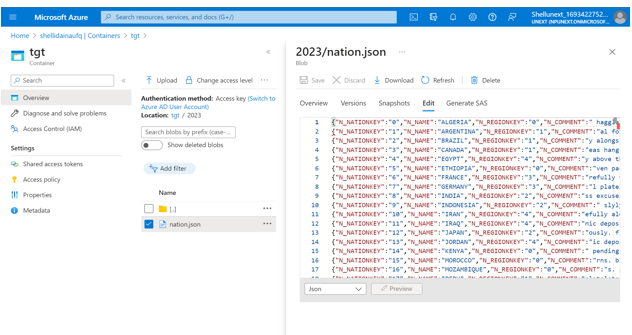 Microsoft Azure
Search resources, services, and docs (G+/)
Shellunext_1693422752...
UNEXT (NPUNEXT.ONMICROSOF...
Home > shellidainaufq | Containers > tgt >
tgt
Container
Search
Overview
Diagnose and solve problems
Access Control (IAM)
Settings
Shared access tokens
Access policy
Properties
Metadata
Upload
Change access level
Authentication method: Access key (Switch to
Azure AD User Account)
Location: tgt / 2023
Search blobs by prefix (case-...
Show deleted blobs
Add filter
Name
[..]
nation.json
2023/nation.json
Blob
Save
Discard
Download
Refresh
Delete
Overview
Versions
Snapshots
Edit
Generate SAS
1 {"N_NATIONKEY":"0","N_NAME":"ALGERIA","N_REGIONKEY":"0","N_COMMENT":" hagg
2 {"N_NATIONKEY":"1","N_NAME":"ARGENTINA","N_REGIONKEY":"1","N_COMMENT":"al fo
3 {"N_NATIONKEY":"2","N_NAME":"BRAZIL","N_REGIONKEY":"1","N_COMMENT":"y alongs
4 {"N_NATIONKEY":"3","N_NAME":"CANADA","N_REGIONKEY":"1","N_COMMENT":"eas hang
5 {"N_NATIONKEY":"4","N_NAME":"EGYPT","N_REGIONKEY":"4","N_COMMENT":"y above t
6 {"N_NATIONKEY":"5","N_NAME":"ETHIOPIA","N_REGIONKEY":"0","N_COMMENT":"ven pa
7 {"N_NATIONKEY":"6","N_NAME":"FRANCE","N_REGIONKEY":"3","N_COMMENT":"refully
8 {"N_NATIONKEY":"7","N_NAME":"GERMANY","N_REGIONKEY":"3","N_COMMENT":"l plate
9 {"N_NATIONKEY":"8","N_NAME":"INDIA","N_REGIONKEY":"2","N_COMMENT":"ss excuse
10 {"N_NATIONKEY":"9","N_NAME":"INDONESIA","N_REGIONKEY":"2","N_COMMENT":" slyl
11 {"N_NATIONKEY":"10","N_NAME":"IRAN","N_REGIONKEY":"4","N_COMMENT":"efully al
12 {"N_NATIONKEY":"11","N_NAME":"IRAQ","N_REGIONKEY":"4","N_COMMENT":"nic depos
13 {"N_NATIONKEY":"12","N_NAME":"JAPAN","N_REGIONKEY":"2","N_COMMENT":"ously. f
14 {"N_NATIONKEY":"13","N_NAME":"JORDAN","N_REGIONKEY":"4","N_COMMENT":"ic depo
15 {"N_NATIONKEY":"14","N_NAME":"KENYA","N_REGIONKEY":"0","N_COMMENT":" pending
16 {"N_NATIONKEY":"15","N_NAME":"MOROCCO","N_REGIONKEY":"0","N_COMMENT":"rns. b
17 {"N_NATIONKEY":"16","N_NAME":"MOZAMBIQUE","N_REGIONKEY":"0","N_COMMENT":"s.
Json
Preview